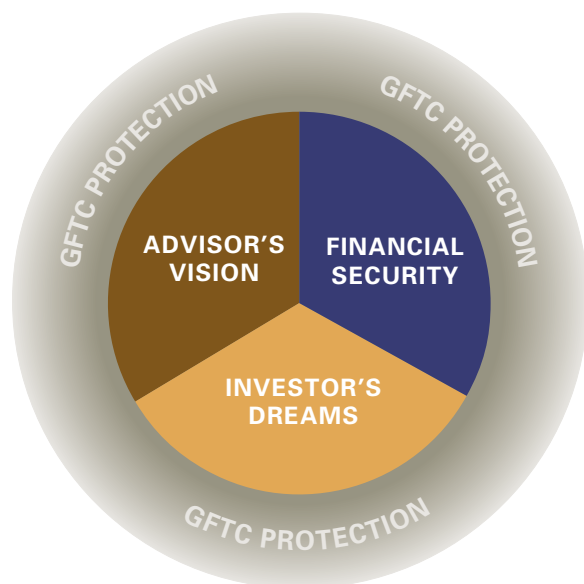 GFTC PROTECTION
GFTC PROTECTION
ADVISOR'S
VISION
FINANCIAL
SECURITY
INVESTOR'S
DREAMS
GFTC PROTECTION